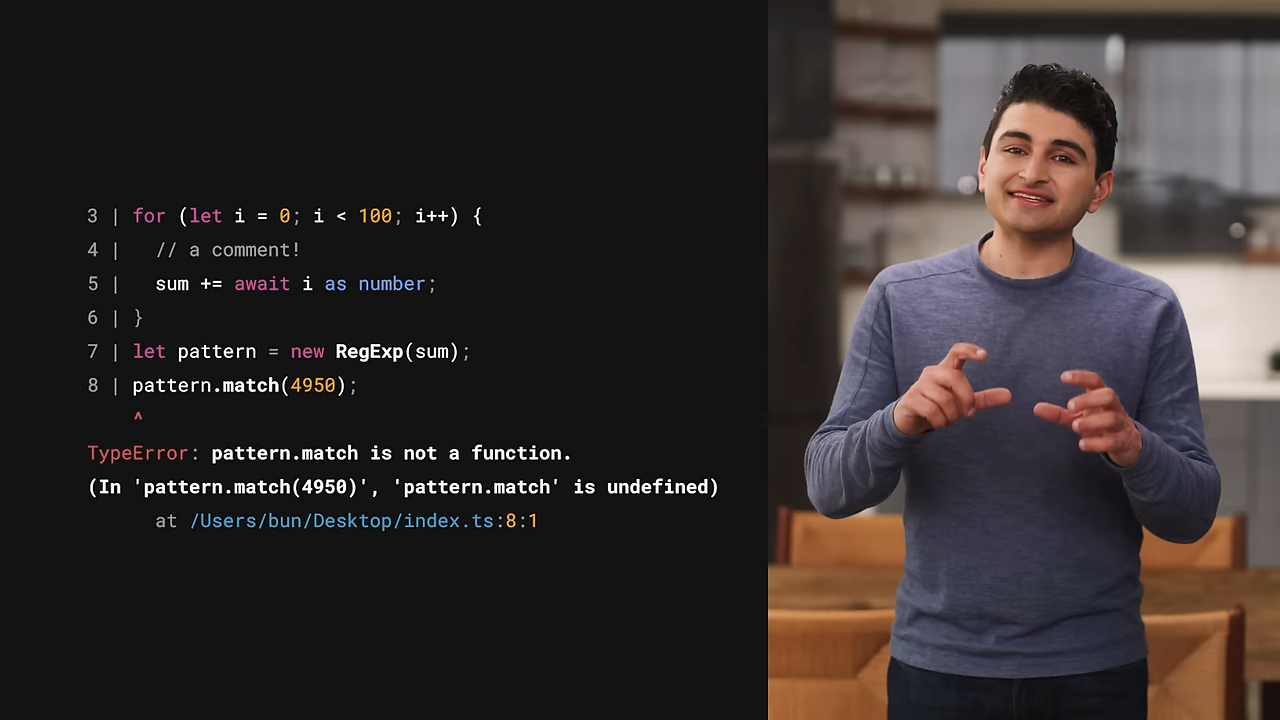 3 | for (let i = 0; i < 100; i++) {
4 |   // a comment!
5 |   sum += await i as number;
6 | }
7 | let pattern = new RegExp(sum);
8 | pattern.match(4950);
    ^
TypeError: pattern.match is not a function.
(In 'pattern.match(4950)', 'pattern.match' is undefined)
      at /Users/bun/Desktop/index.ts:8:1